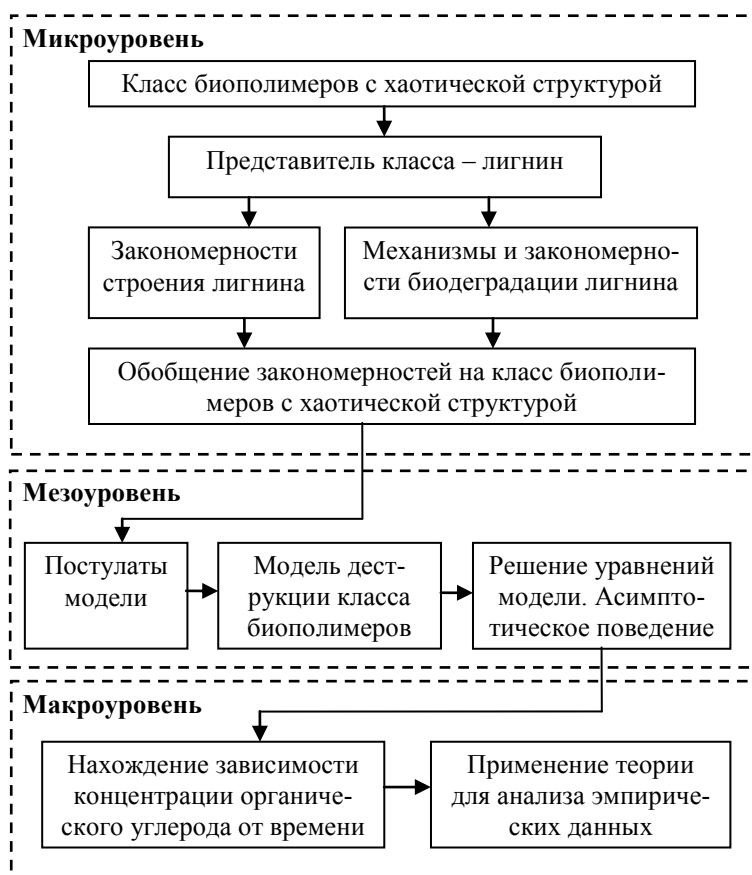 Микроуровень
Класс биополимеров с хаотической структурой
Представитель класса – лигнин
Закономерности
строения лигнина
Механизмы и закономерно-
сти биодеградации лигнина
Обобщение закономерностей на класс биополи-
меров с хаотической структурой
Мезоуровень
Постулаты
модели
Модель дест-
рукции класса
биополимеров
Решение уравнений
модели. Асимпто-
тическое поведение
Макроуровень
Нахождение зависимости
концентрации органиче-
ского углерода от времени
Применение теории
для анализа эмпириче-
ских данных